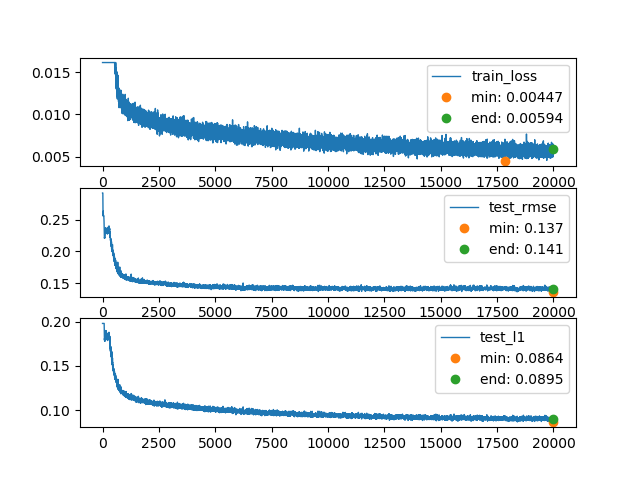 0.015
0.010
0.005
train_loss
min: 0.00447
end: 0.00594
0 2500 5000 7500 10000 12500 15000 17500 20000
0.25
0.20
0.15
test_rmse
min: 0.137
end: 0.141
0 2500 5000 7500 10000 12500 15000 17500 20000
0.20
0.15
0.10
test_l1
min: 0.0864
end: 0.0895
0 2500 5000 7500 10000 12500 15000 17500 20000